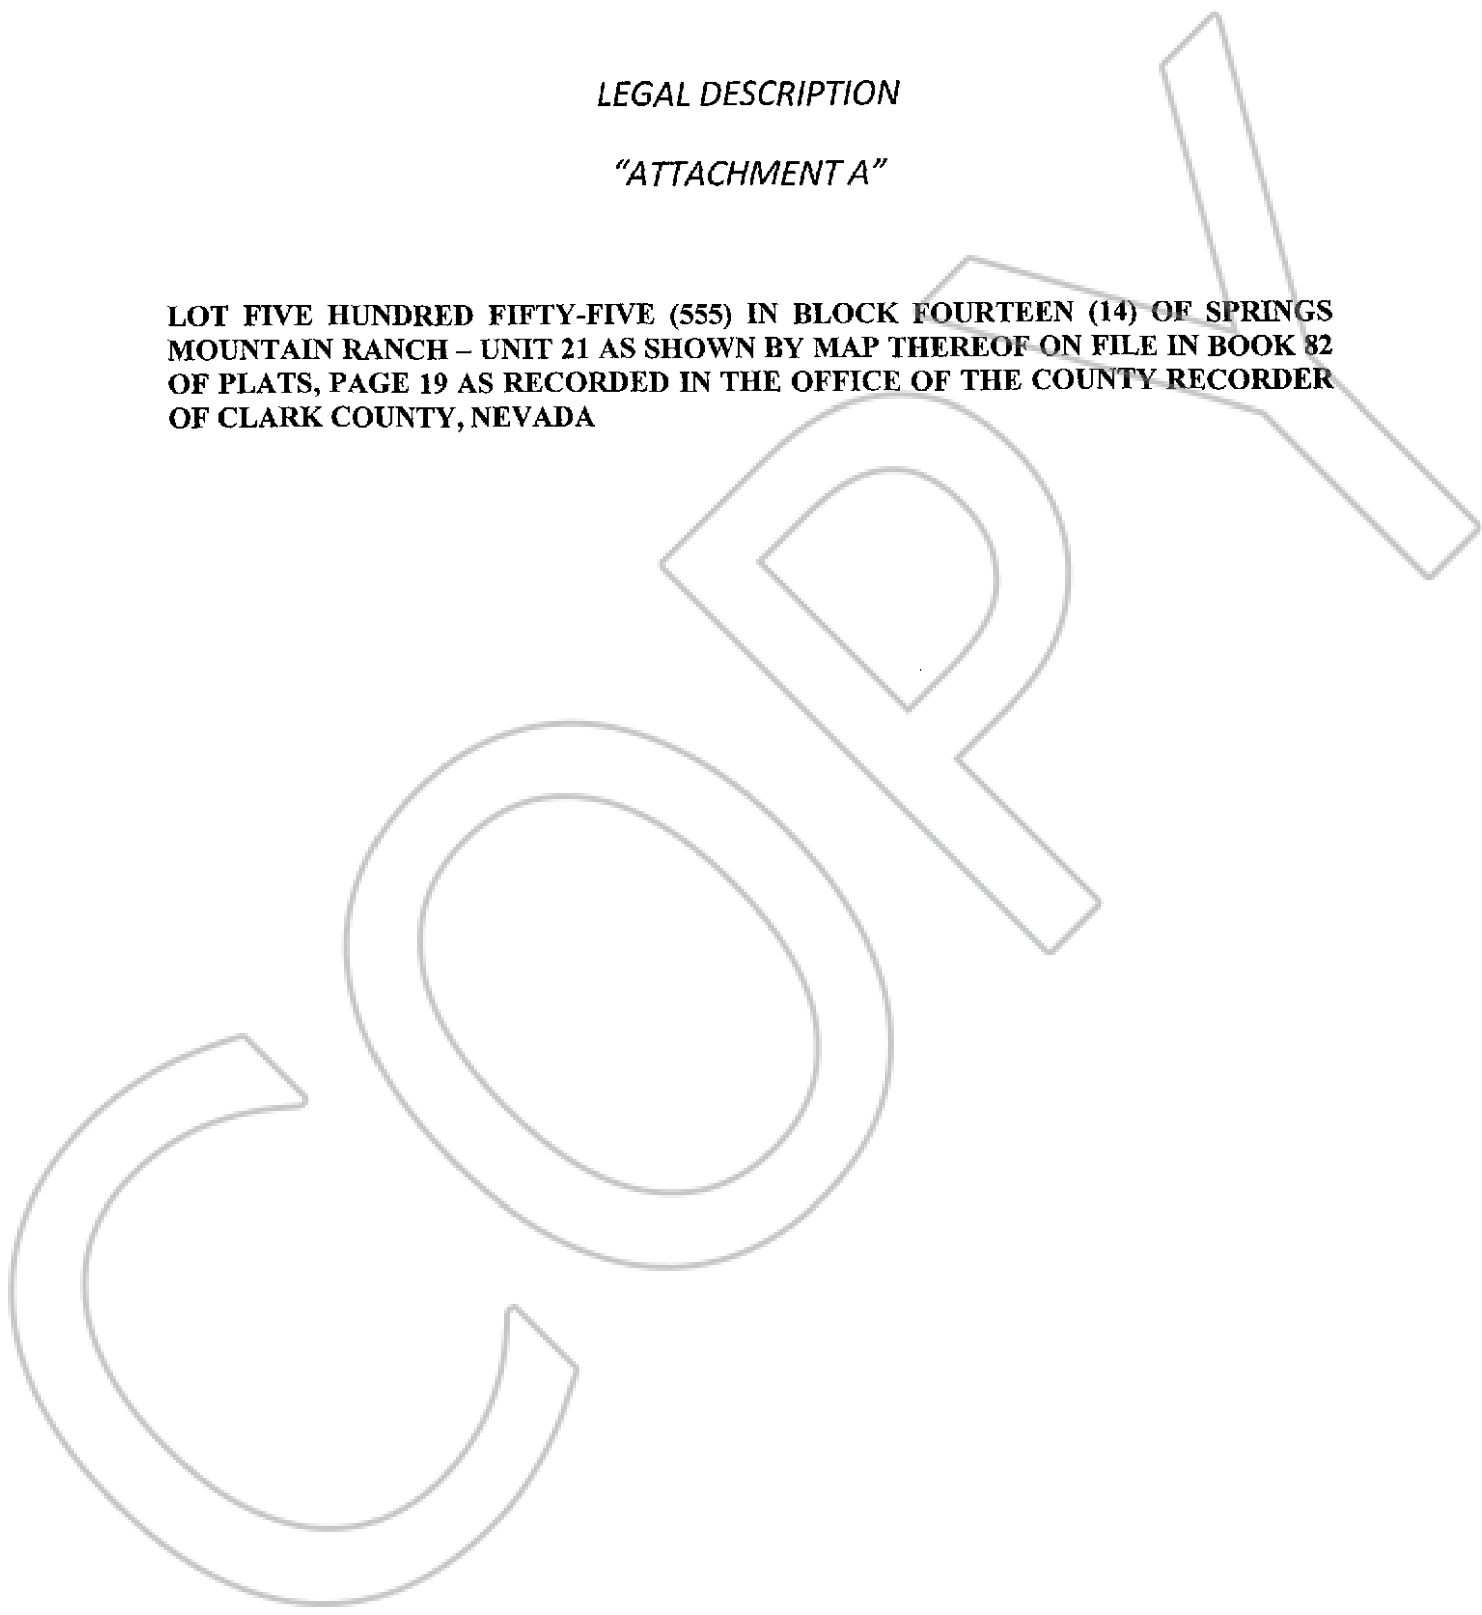 LEGAL DESCRIPTION
“ATTACHMENT A”
LOT FIVE HUNDRED FIFTY-FIVE (555) IN BLOCK FOURTEEN (14) OF SPRINGS
MOUNTAIN RANCH – UNIT 21 AS SHOWN BY MAP THEREOF ON FILE IN BOOK 82
OF PLATS, PAGE 19 AS RECORDED IN THE OFFICE OF THE COUNTY RECORDER
OF CLARK COUNTY, NEVADA
COPY